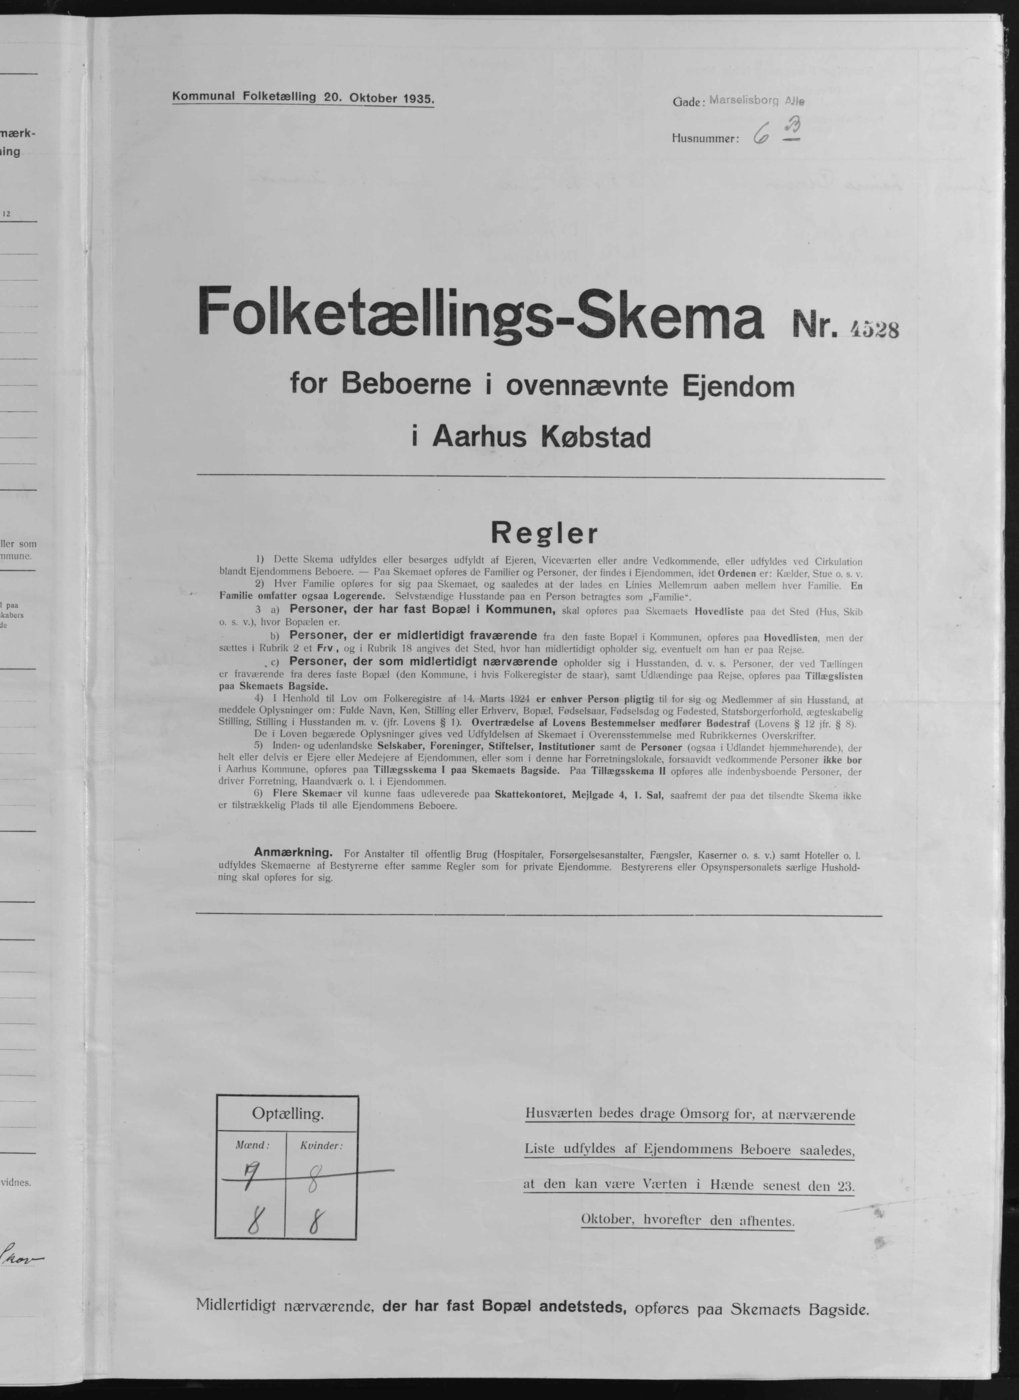 mærk-
ning
12
ller som
mmune.
l paa
skabers
de
vidnes.
Skov
Kommunal Folketælling 20. Oktober 1935.
Gade: Marselisborg Alle
Husnummer: 6 B
Folketællings-Skema Nr. 4528
for Beboerne i ovennævnte Ejendom
i Aarhus Købstad
Regler
1) Dette Skema udfyldes eller besørges udfyldt af Ejeren, Viceværten eller andre Vedkommende, eller udfyldes ved Cirkulation
blandt Ejendommens Beboere. — Paa Skemaet opføres de Familier og Personer, der findes i Ejendommen, idet Ordenen er: Kælder, Stue o. s. v.
2) Hver Familie opføres for sig paa Skemaet, og saaledes at der lades en Linies Mellemrum aaben mellem hver Familie. En
Familie omfatter ogsaa Logerende. Selvstændige Husstande paa en Person betragtes som „Familie".
3 a) Personer, der har fast Bopæl i Kommunen, skal opføres paa Skemaets Hovedliste paa det Sted (Hus, Skib
o. s. v.), hvor Bopælen er.
b) Personer, der er midlertidigt fraværende fra den faste Bopæl i Kommunen, opføres paa Hovedlisten, men der
sættes i Rubrik 2 et Frv., og i Rubrik 18 angives det Sted, hvor han midlertidigt opholder sig, eventuelt om han er paa Rejse.
c) Personer, der som midlertidigt nærværende opholder sig i Husstanden, d. v. s. Personer, der ved Tællingen
er fraværende fra deres faste Bopæl (den Kommune, i hvis Folkeregister de staar), samt Udlændinge paa Rejse, opføres paa Tillægslisten
paa Skemaets Bagside.
4) I Henhold til Lov om Folkeregistre af 14. Marts 1924 er enhver Person pligtig til for sig og Medlemmer af sin Husstand, at
meddele Oplysninger om: Fulde Navn, Køn, Stilling eller Erhverv, Bopæl, Fødselsaar, Fødselsdag og Fødested, Statsborgerforhold, ægteskabelig
Stilling, Stilling i Husstanden m. v. (jfr. Lovens § 1). Overtrædelse af Lovens Bestemmelser medfører Bødestraf (Lovens § 12 jfr. § 8).
De i Loven begærede Oplysninger gives ved Udfyldelsen af Skemaet i Overensstemmelse med Rubrikkernes Overskrifter.
5) Inden- og udenlandske Selskaber, Foreninger, Stiftelser, Institutioner samt de Personer (ogsaa i Udlandet hjemmehørende), der
helt eller delvis er Ejere eller Medejere af Ejendommen, eller som i denne har Forretningslokale, forsaavidt vedkommende Personer ikke bor
i Aarhus Kommune, opføres paa Tillægsskema I paa Skemaets Bagside. Paa Tillægsskema II opføres alle indenbysboende Personer, der
driver Forretning, Haandværk o. l. i Ejendommen.
6) Flere Skemaer vil kunne faas udleverede paa Skattekontoret, Mejlgade 4, 1. Sal, saafremt der paa det tilsendte Skema ikke
er tilstrækkelig Plads til alle Ejendommens Beboere.
Anmærkning. For Anstalter til offentlig Brug (Hospitaler, Forsørgelsesanstalter, Fængsler, Kaserner o. s. v.) samt Hoteller o. l.
udfyldes Skemaerne af Bestyrerne efter samme Regler som for private Ejendomme. Bestyrerens eller Opsynspersonalets særlige Hushold-
ning skal opføres for sig.
Optælling.
Mænd: Kvinder:
7 8
8 8
Husværten bedes drage Omsorg for, at nærværende
Liste udfyldes af Ejendommens Beboere saaledes,
at den kan være Værten i Hænde senest den 23.
Oktober, hvorefter den afhentes.
Midlertidigt nærværende, der har fast Bopæl andetsteds, opføres paa Skemaets Bagside.